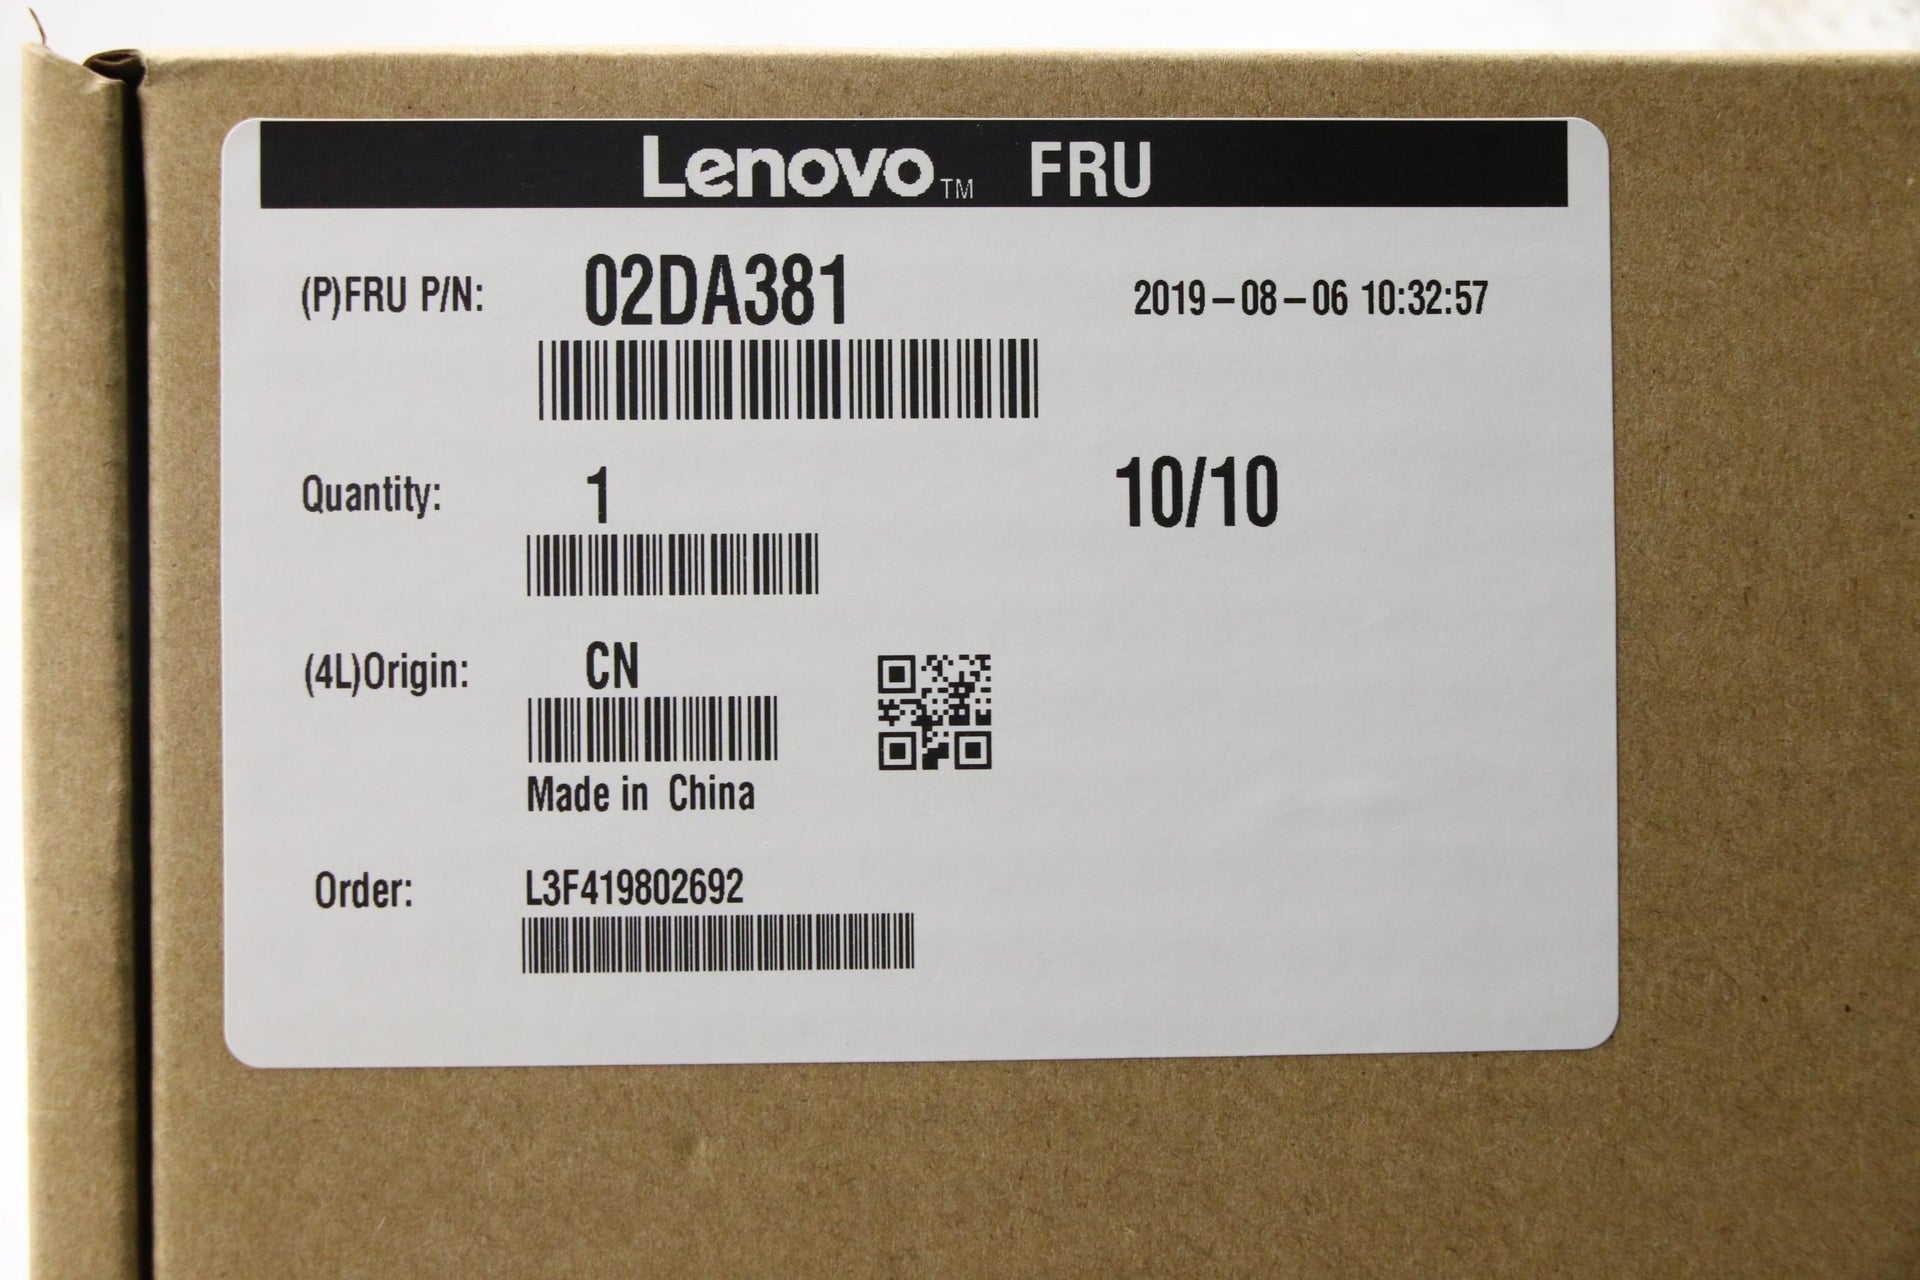 Lenovo™ FRU
(P)FRU P/N: 02DA381 2019-08-06 10:32:57
Quantity: 1 10/10
(4L)Origin: CN
Made in China
Order: L3F419802692